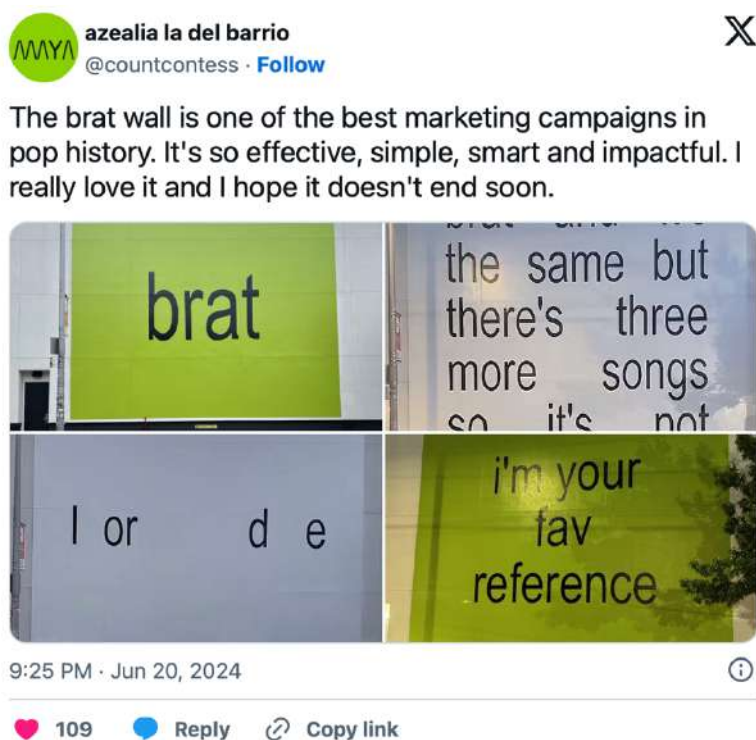 azealia la del barrio
@countcontess · Follow
The brat wall is one of the best marketing campaigns in
pop history. It's so effective, simple, smart and impactful. I
really love it and I hope it doesn't end soon.
brat
the same but
there's three
more songs
so it's not
l or d e
i'm your
fav
reference
9:25 PM · Jun 20, 2024
109 Reply Copy link